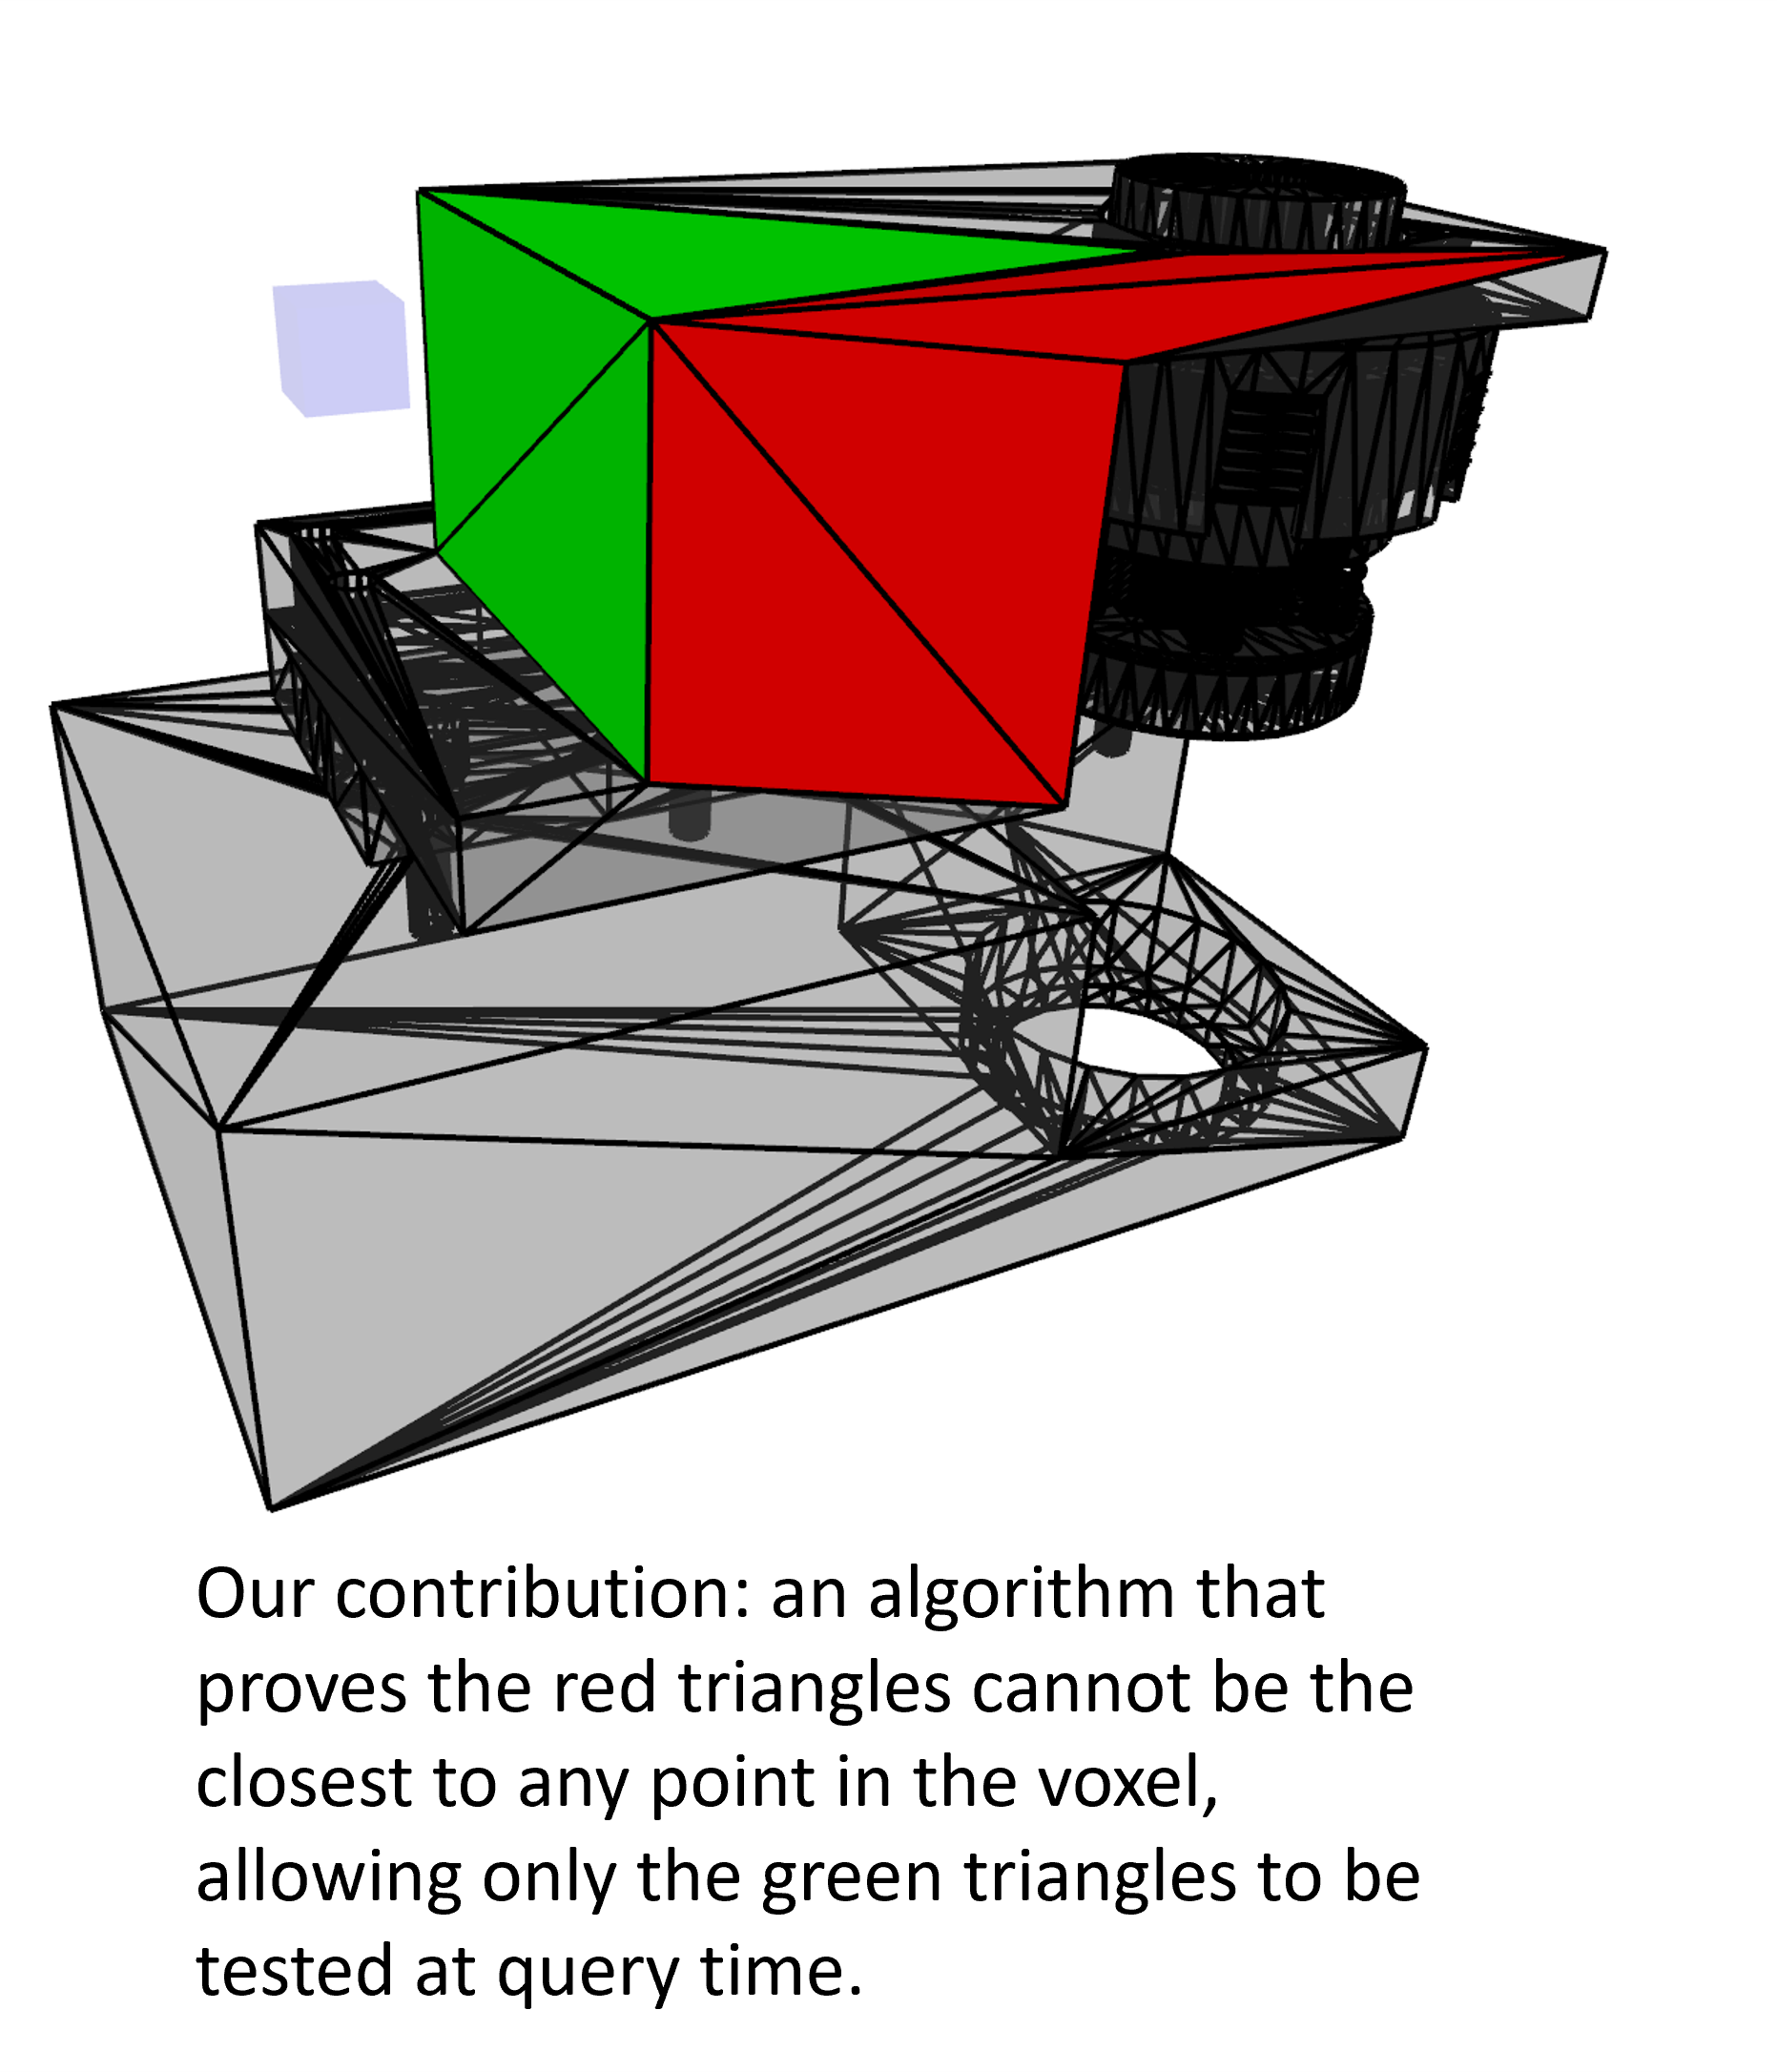 Our contribution: an algorithm that
proves the red triangles cannot be the
closest to any point in the voxel,
allowing only the green triangles to be
tested at query time.